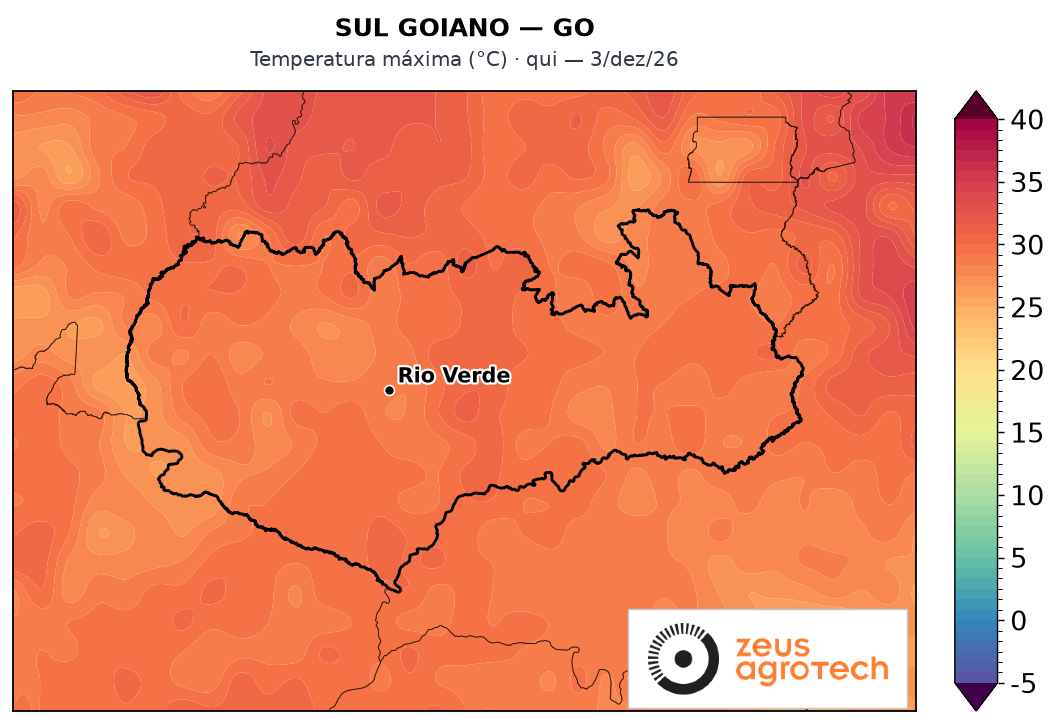 SUL GOIANO — GO
Temperatura máxima (°C) · qui — 3/dez/26
40
35
30
25
20
15
10
5
0
-5
Rio Verde
zeus
agroTech